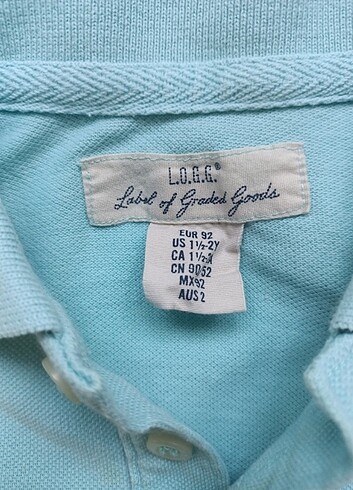 L.O.G.G.®
Label of Graded Goods
EUR 92
US 1½-2Y
CA 1½-
CN 90/52
MX 92
AUS 2